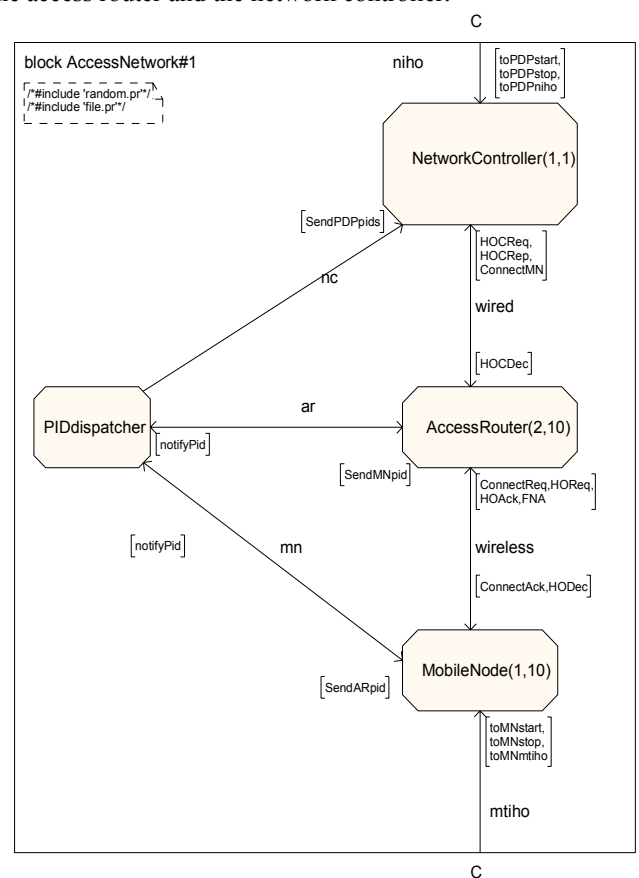 ne access router and the network controller.
C
block AccessNetwork#1
/*#include 'random.pr'*/
/*#include 'file.pr'*/
niho
toPDPstart,
toPDPstop,
toPDPniho
NetworkController(1,1)
SendPDPpids
HOCReq,
HOCRep,
ConnectMN
nc
wired
HOCDec
ar
PIDdispatcher
AccessRouter(2,10)
notifyPid
SendMNpid
ConnectReq,HOReq,
HOAck,FNA
notifyPid
mn
wireless
ConnectAck,HODec
MobileNode(1,10)
SendARpid
toMNstart,
toMNstop,
toMNmtiho
mtiho
C